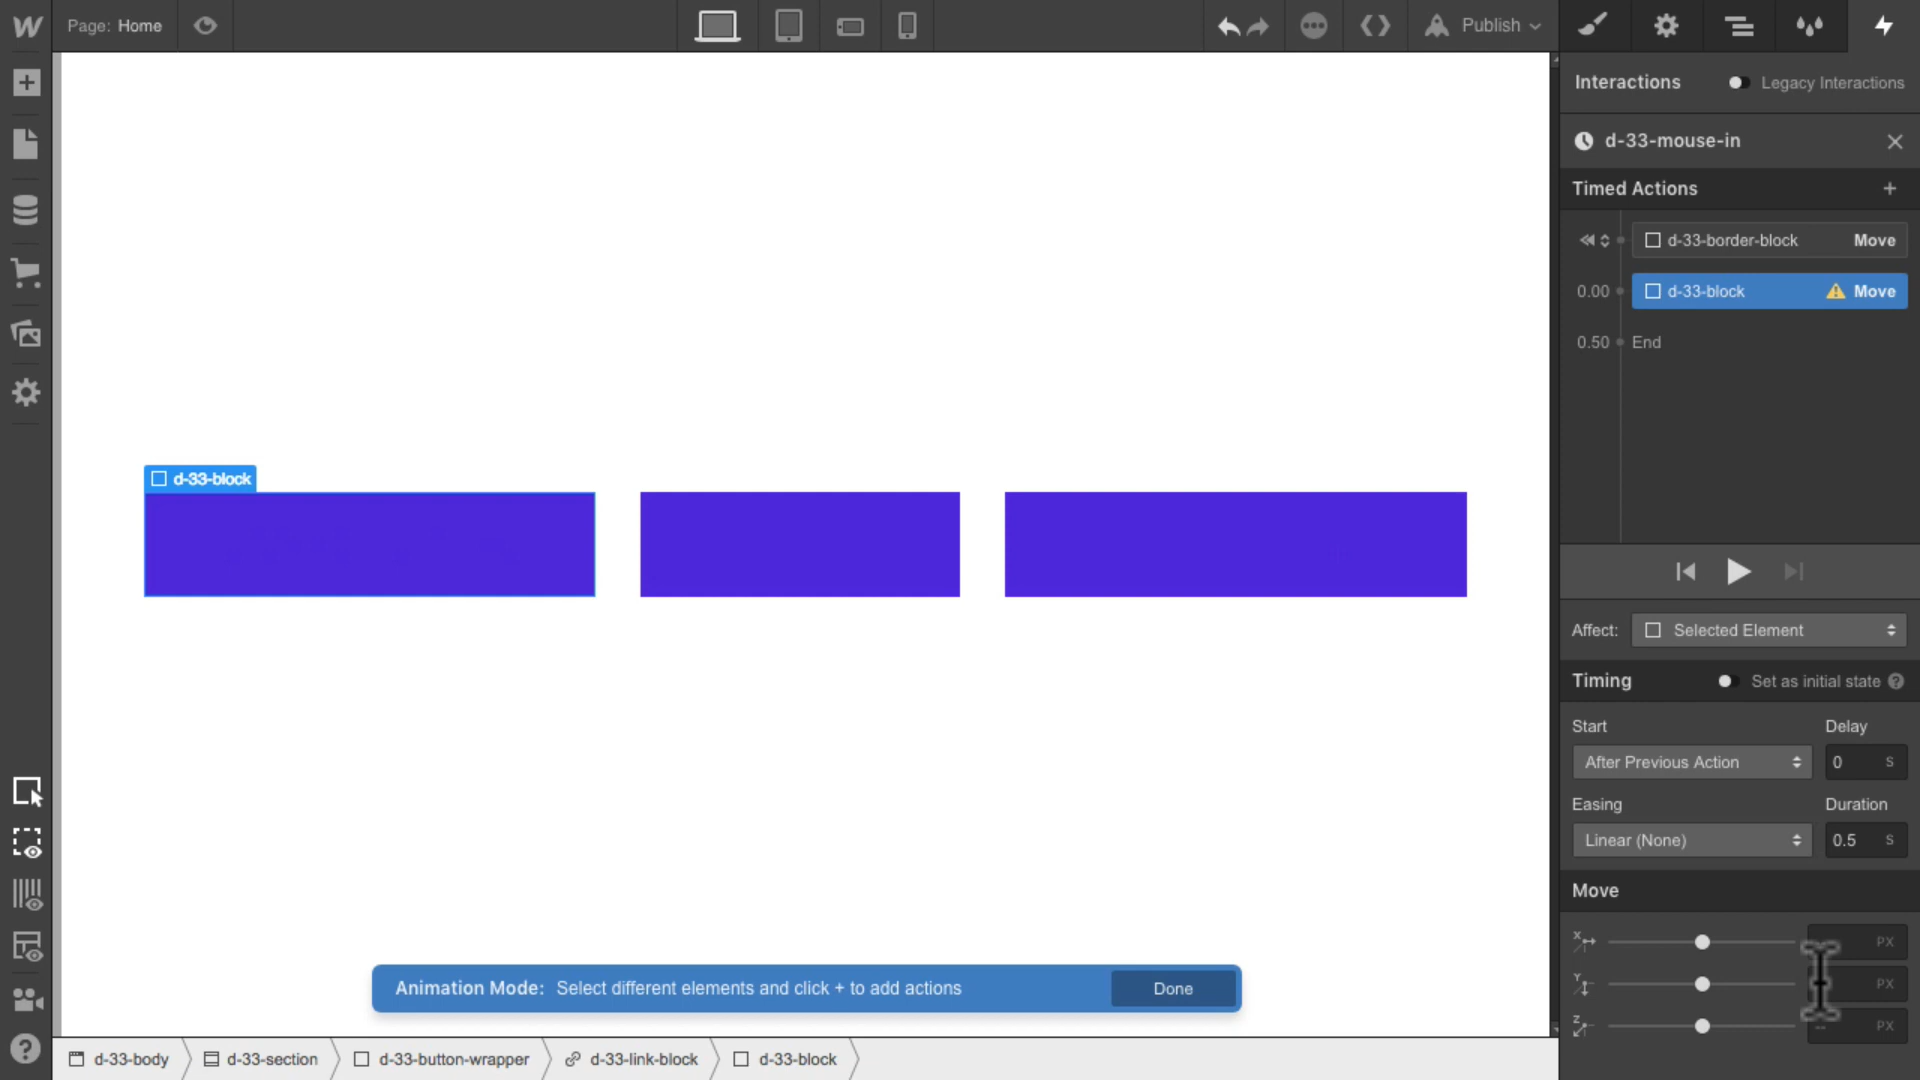 Page: Home
Publish
Interactions
Legacy Interactions
d-33-mouse-in
Timed Actions
d-33-border-block Move
0.00 d-33-block Move
0.50 End
d-33-block
Affect: Selected Element
Timing Set as initial state ?
Start Delay
After Previous Action 0 S
Easing Duration
Linear (None) 0.5 S
Move
X PX
Y PX
Z -- PX
Animation Mode: Select different elements and click + to add actions Done
d-33-body d-33-section d-33-button-wrapper d-33-link-block d-33-block